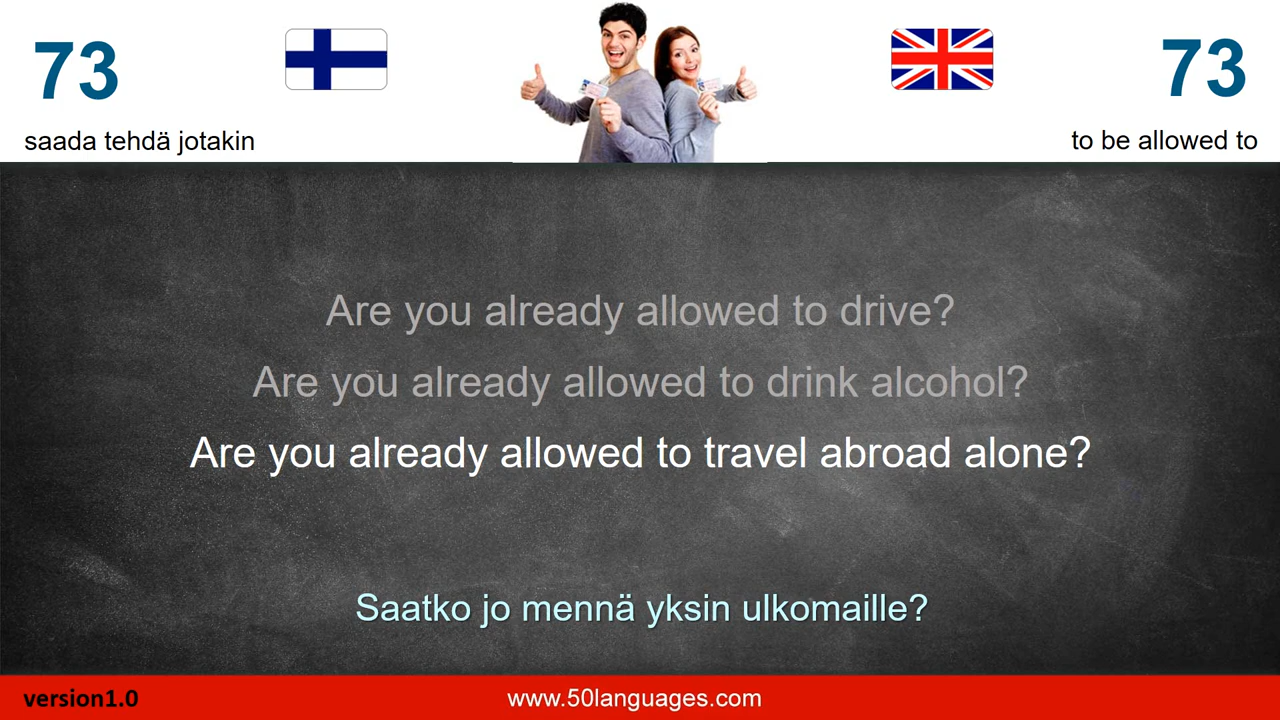 73
73
saada tehdä jotakin
to be allowed to
Are you already allowed to drive?
Are you already allowed to drink alcohol?
Are you already allowed to travel abroad alone?
Saatko jo mennä yksin ulkomaille?
version1.0
www.50languages.com